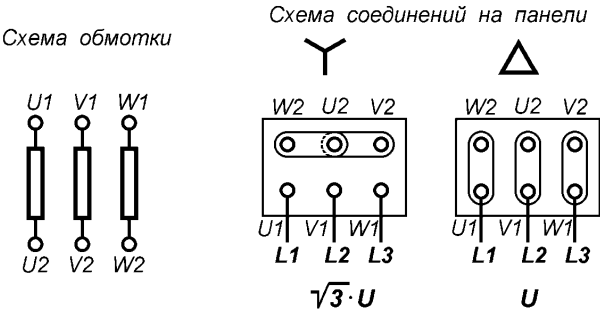 Схема соединений на панели
Схема обмотки
U1 V1 W1
U2 V2 W2
W2 U2 V2
U1 V1 W1
L1 L2 L3
√3·U
W2 U2 V2
U1 V1 W1
L1 L2 L3
U